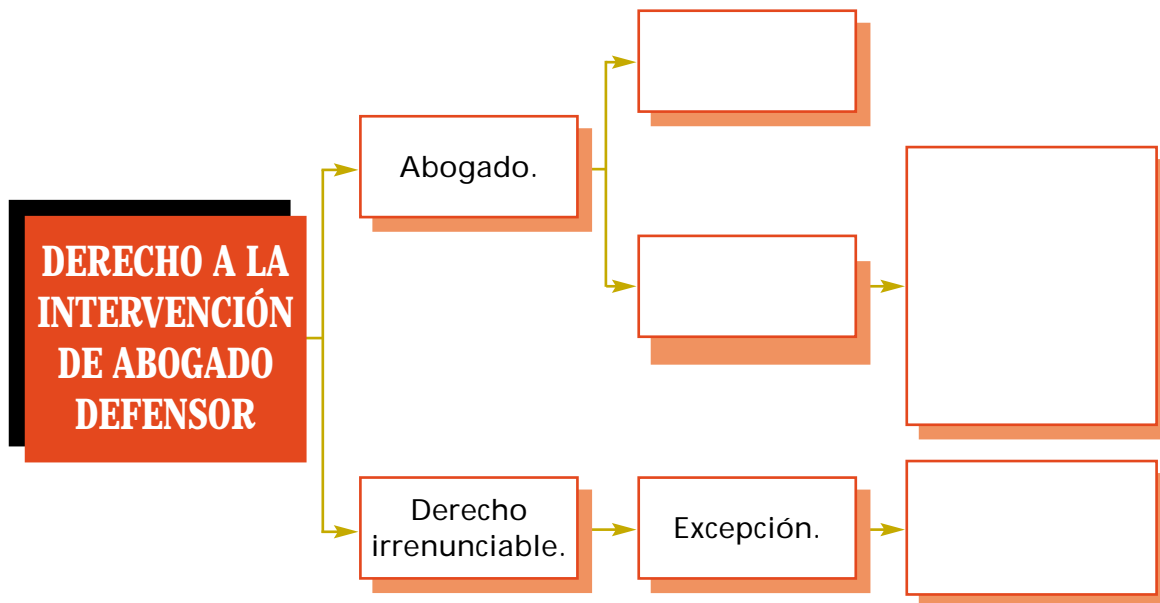 DERECHO A LA
INTERVENCIÓN
DE ABOGADO
DEFENSOR
Abogado.
Derecho
irrenunciable.
Excepción.